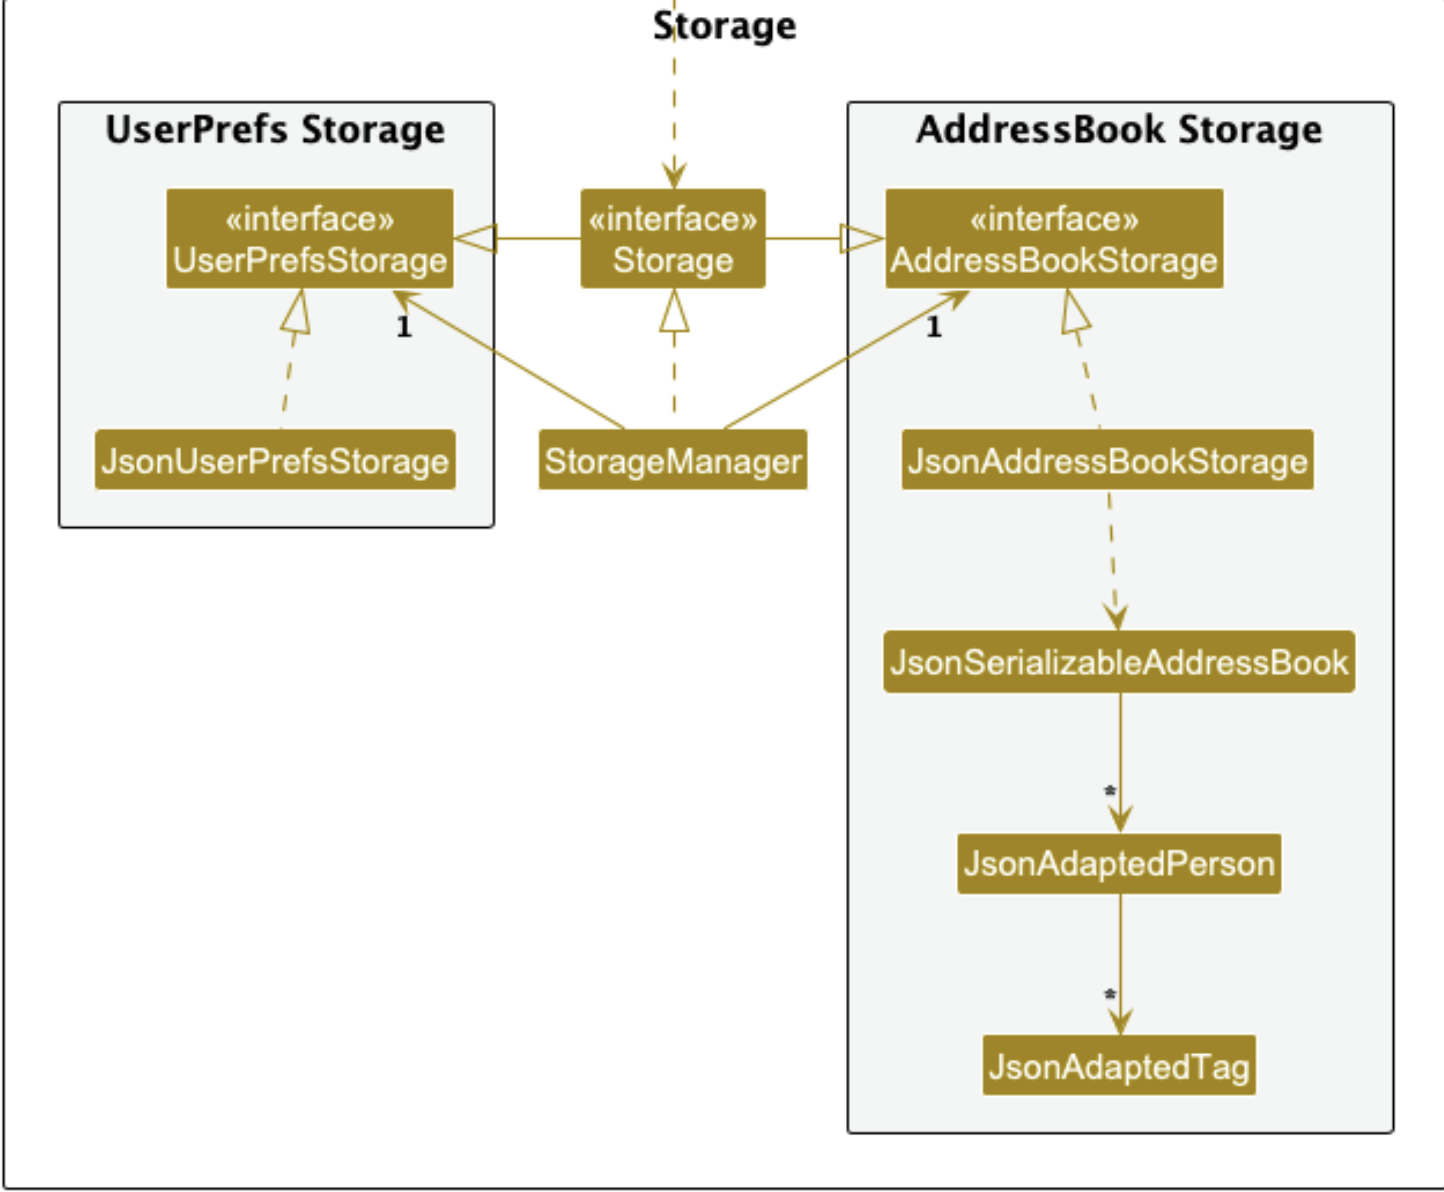 Storage
UserPrefs Storage
AddressBook Storage
«interface»
UserPrefsStorage
«interface»
Storage
«interface»
AddressBookStorage
1
1
JsonUserPrefsStorage
StorageManager
JsonAddressBookStorage
JsonSerializableAddressBook
*
JsonAdaptedPerson
*
JsonAdaptedTag